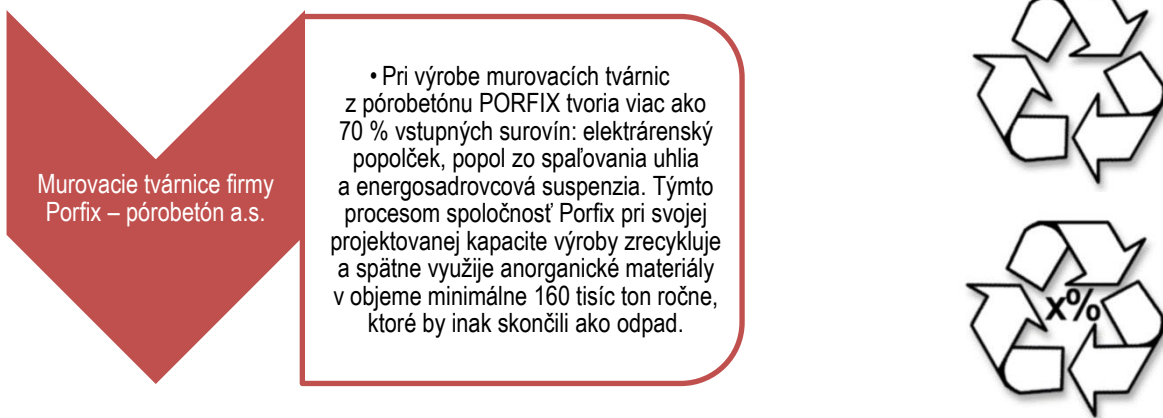 Murovacie tvárnice firmy
Porfix – pórobetón a.s.
• Pri výrobe murovacích tvárnic
z pórobetónu PORFIX tvoria viac ako
70 % vstupných surovín: elektrárenský
popolček, popol zo spaľovania uhlia
a energosadrovcová suspenzia. Týmto
procesom spoločnosť Porfix pri svojej
projektovanej kapacite výroby zrecykluje
a spätne využije anorganické materiály
v objeme minimálne 160 tisíc ton ročne,
ktoré by inak skončili ako odpad.
x%